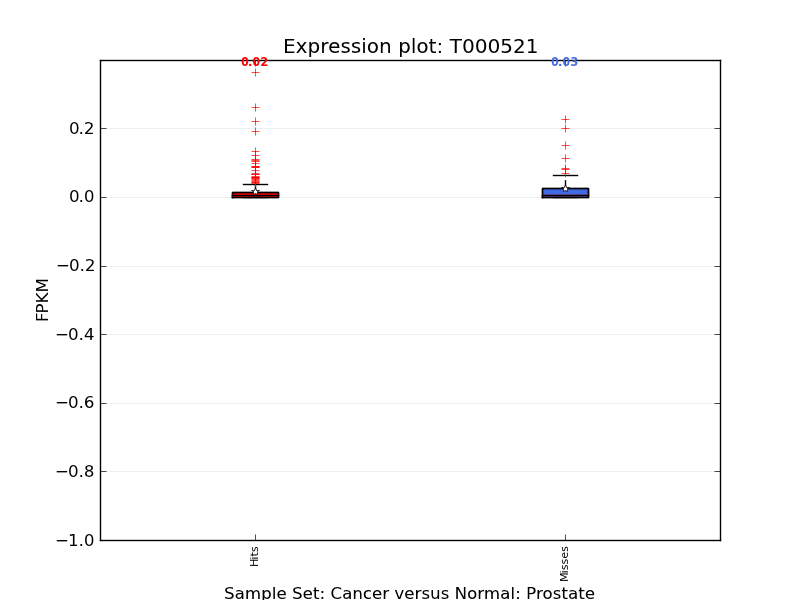 Expression plot: T000521
0.02
0.03
0.2
0.0
−0.2
−0.4
−0.6
−0.8
−1.0
FPKM
Hits
Misses
Sample Set: Cancer versus Normal: Prostate